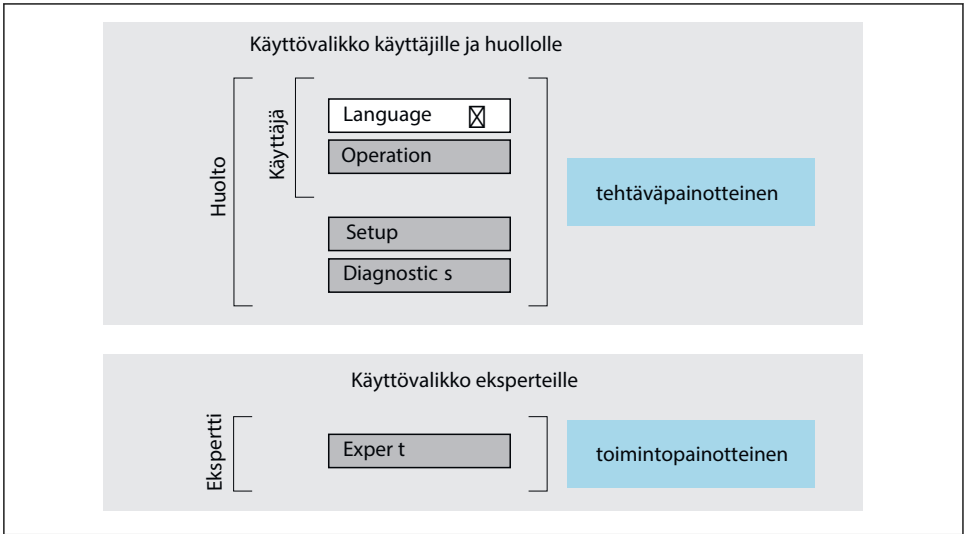 Käyttövalikko käyttäjille ja huollolle
Huolto
Käyttäjä
Language
Operation
Setup
Diagnostic s
tehtäväpainotteinen
Käyttövalikko eksperteille
Ekspertti
Exper t
toimintopainotteinen